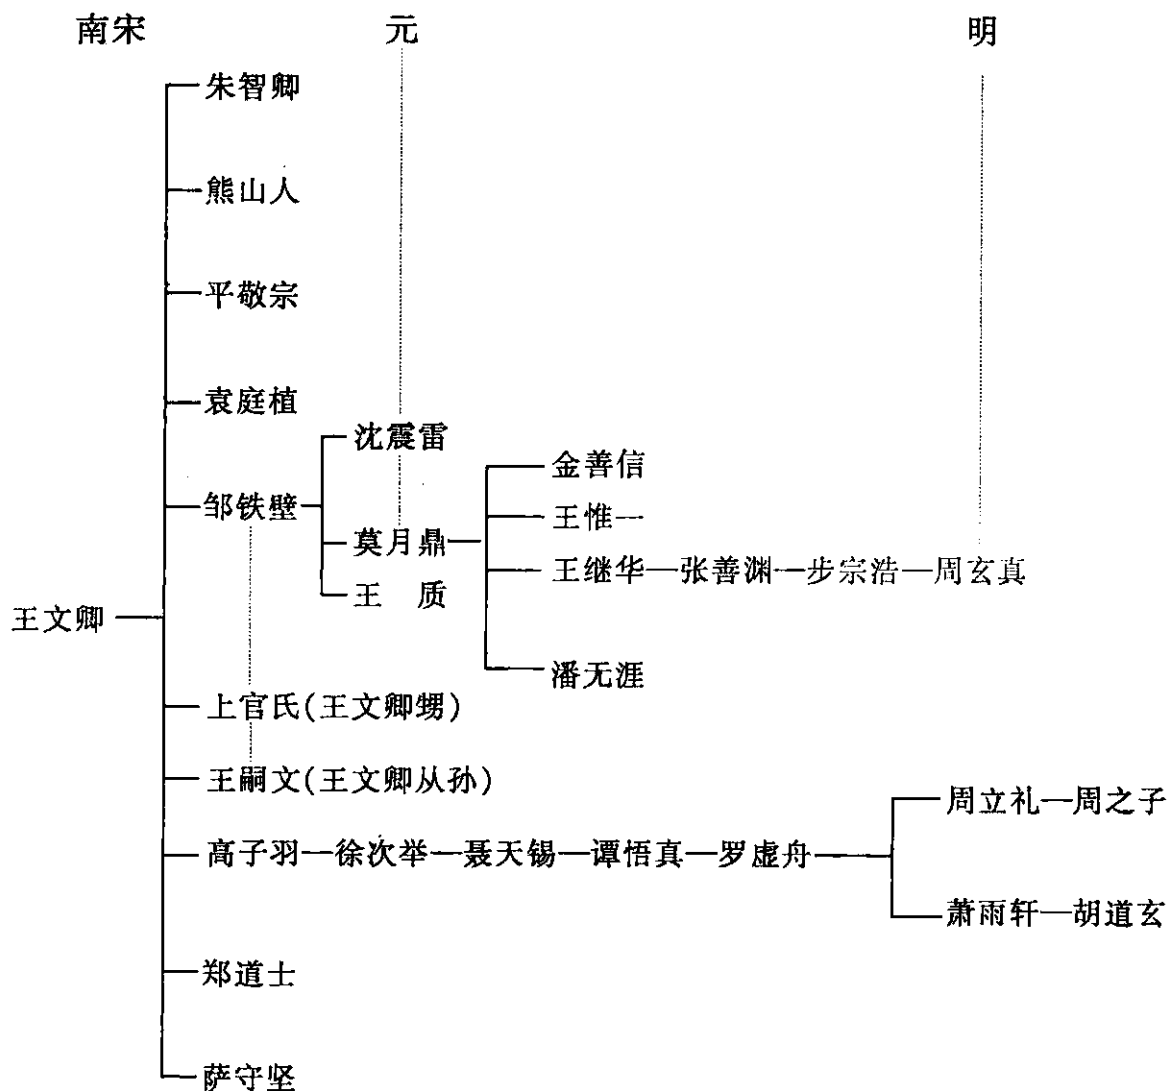 南宋 元 明
朱智卿
熊山人
平敬宗
袁庭植
沈震雷
金善信
邹铁壁
王惟一
莫月鼎
王继华—张善渊—步宗浩—周玄真
王 质
王文卿
潘无涯
上官氏(王文卿甥)
王嗣文(王文卿从孙)
周立礼—周之子
高子羽—徐次举—聂天锡—谭悟真—罗虚舟
萧雨轩—胡道玄
郑道士
萨守坚